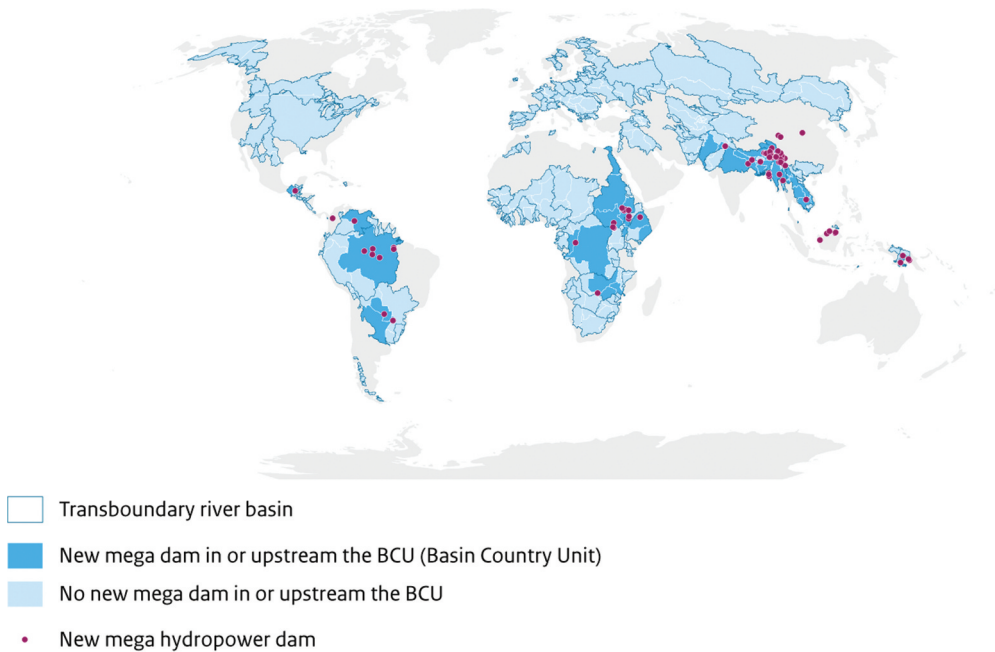 Transboundary river basin
New mega dam in or upstream the BCU (Basin Country Unit)
No new mega dam in or upstream the BCU
New mega hydropower dam